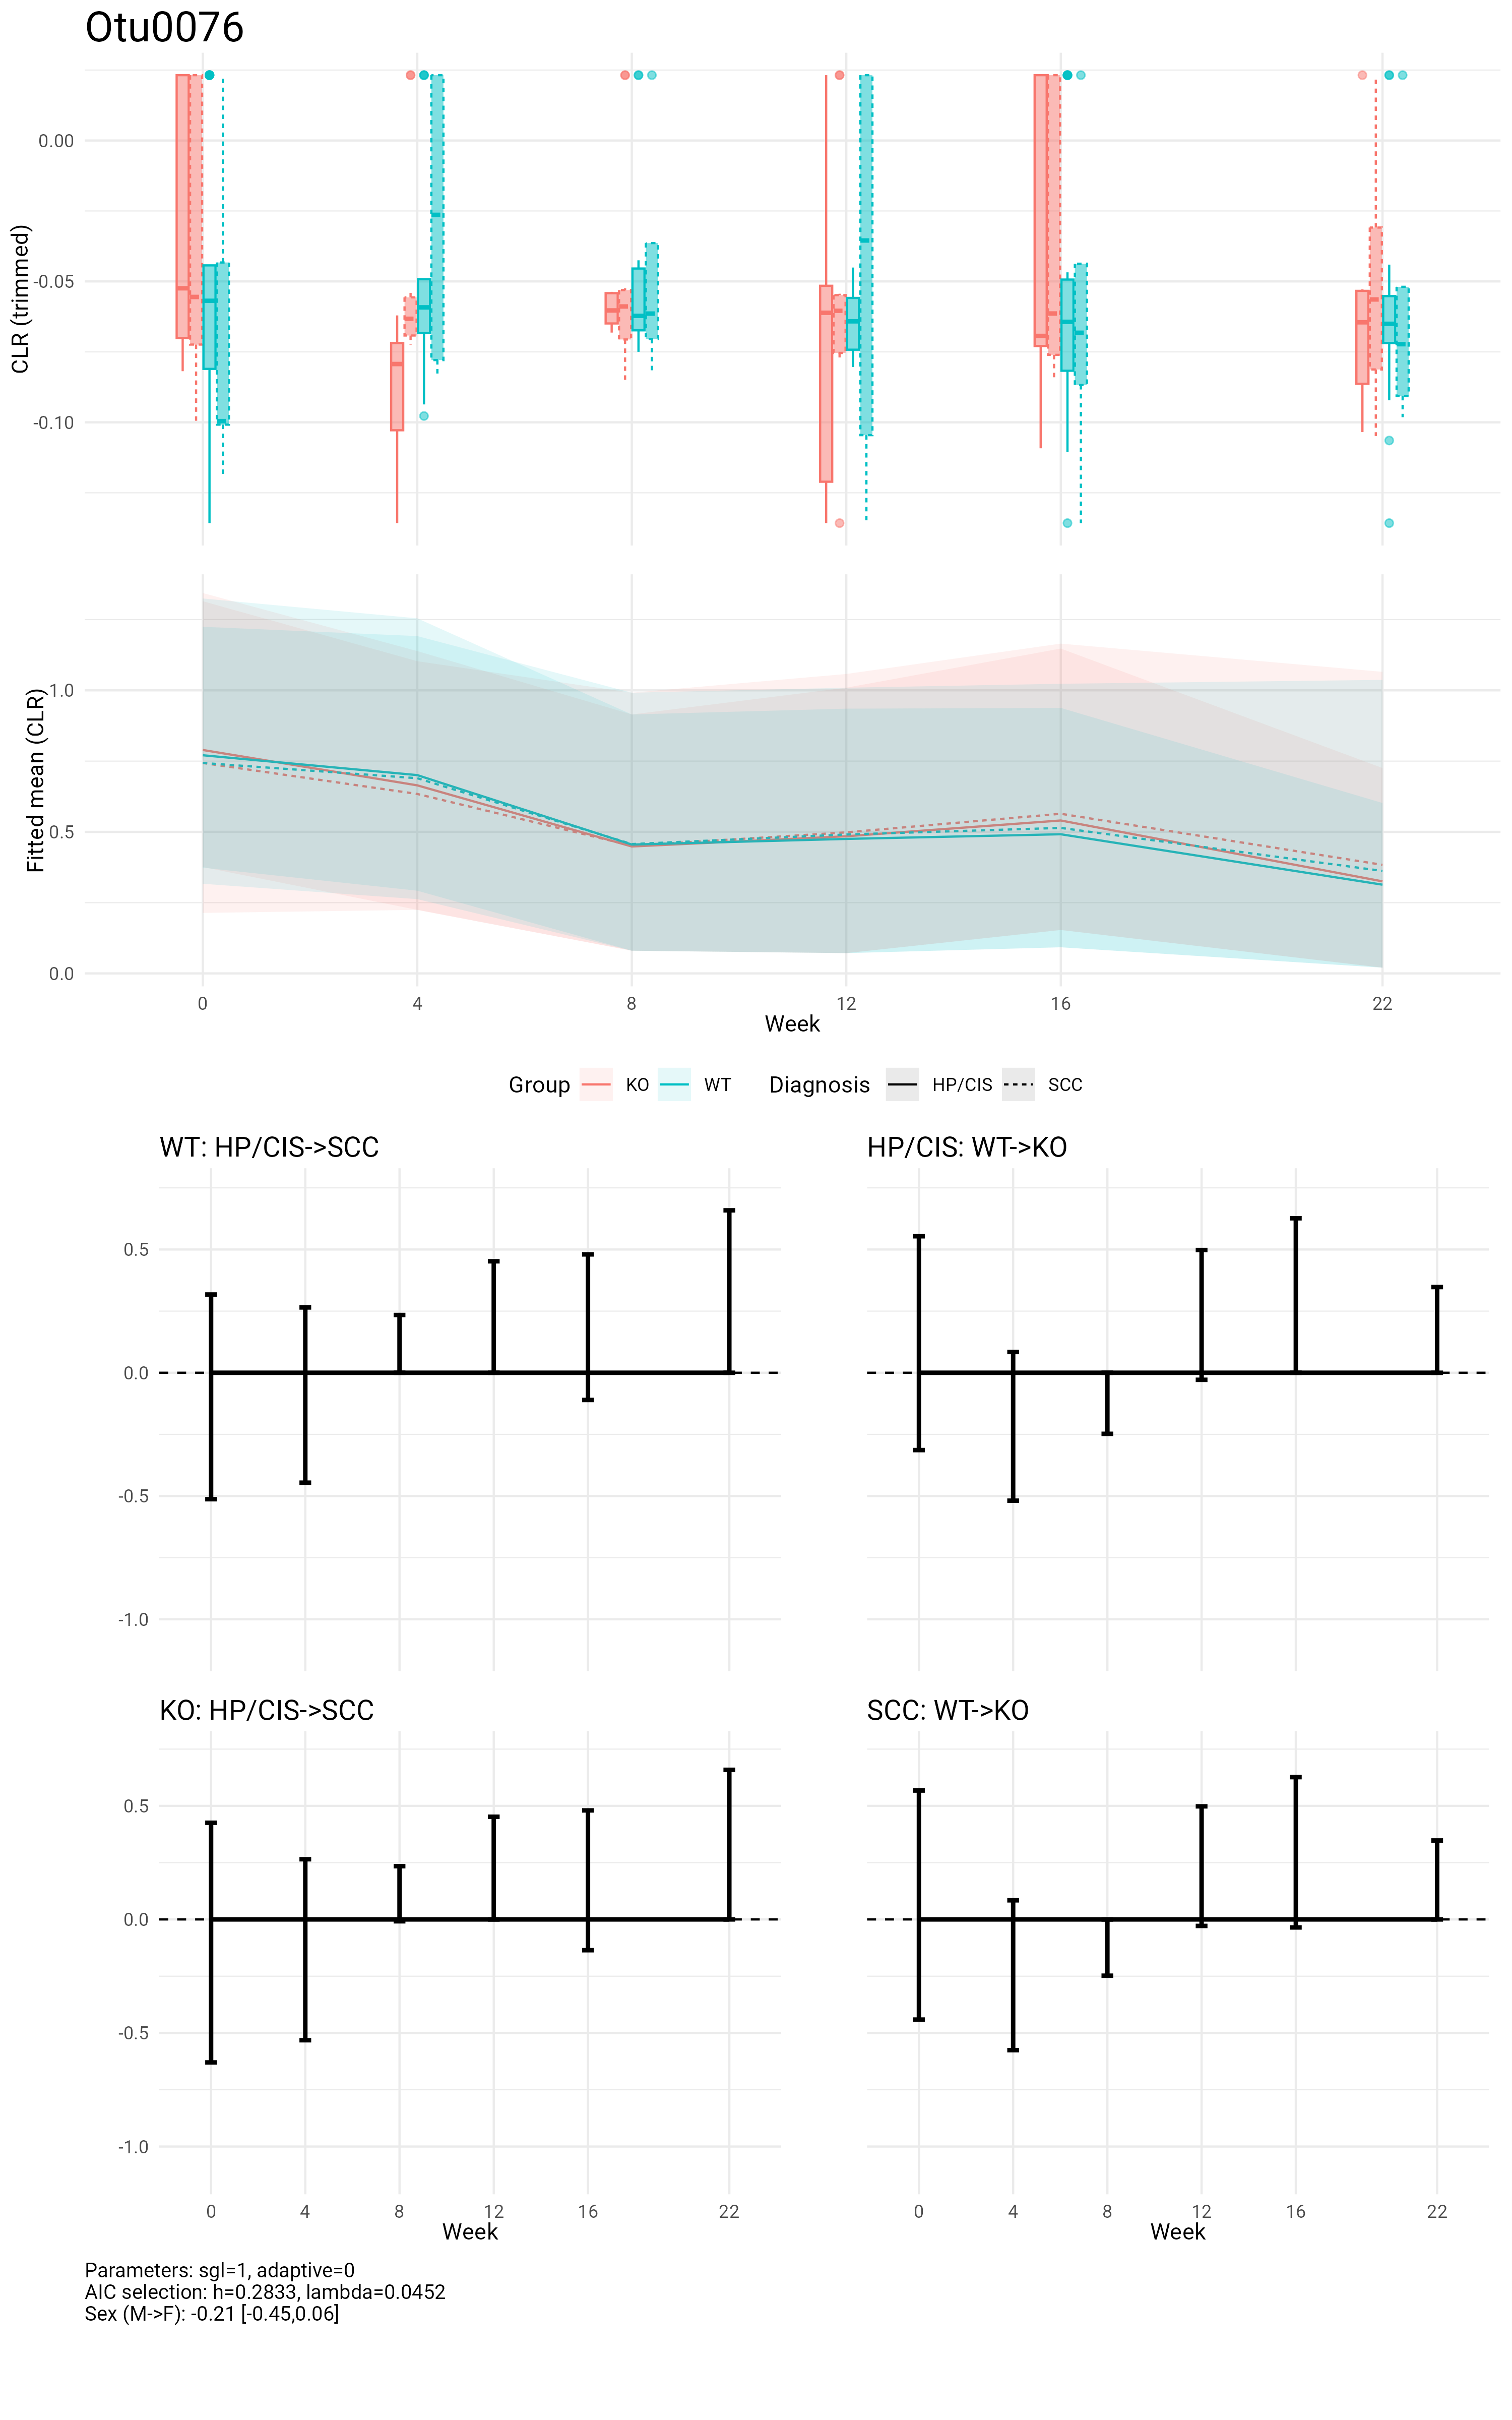 Otu0076
CLR (trimmed)
0.00
-0.05
-0.10
Fitted mean (CLR)
1.0
0.5
0.0
0 4 8 12 16 22
Week
Group KO WT Diagnosis HP/CIS SCC
WT: HP/CIS->SCC
0.5
0.0
-0.5
-1.0
HP/CIS: WT->KO
KO: HP/CIS->SCC
0.5
0.0
-0.5
-1.0
0 4 8 12 16 22
Week
SCC: WT->KO
0 4 8 12 16 22
Week
Parameters: sgl=1, adaptive=0
AIC selection: h=0.2833, lambda=0.0452
Sex (M->F): -0.21 [-0.45,0.06]